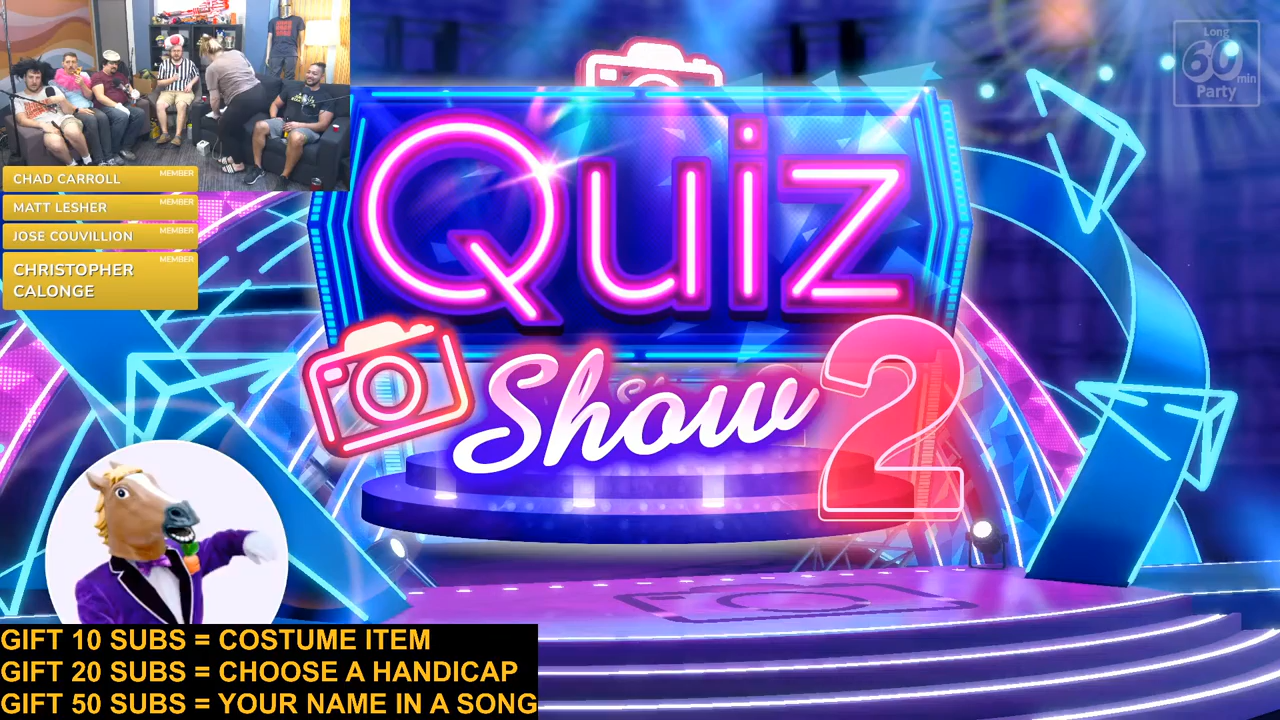 Long
60 min
Party
Quiz
Show 2
CHAD CARROLL MEMBER
MATT LESHER MEMBER
JOSE COUVILLION MEMBER
CHRISTOPHER MEMBER
CALONGE
GIFT 10 SUBS = COSTUME ITEM
GIFT 20 SUBS = CHOOSE A HANDICAP
GIFT 50 SUBS = YOUR NAME IN A SONG